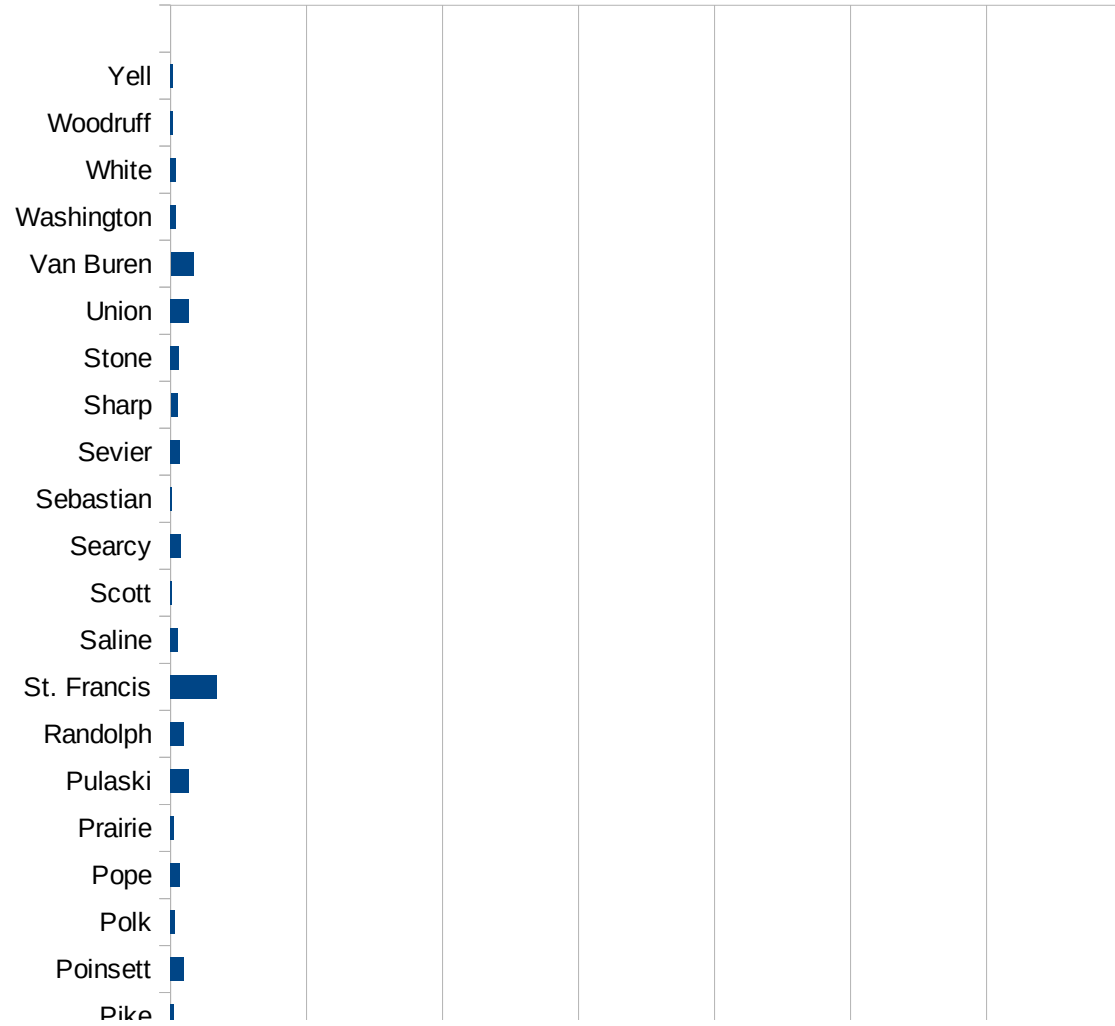 Yell
Woodruff
White
Washington
Van Buren
Union
Stone
Sharp
Sevier
Sebastian
Searcy
Scott
Saline
St. Francis
Randolph
Pulaski
Prairie
Pope
Polk
Poinsett
Pike